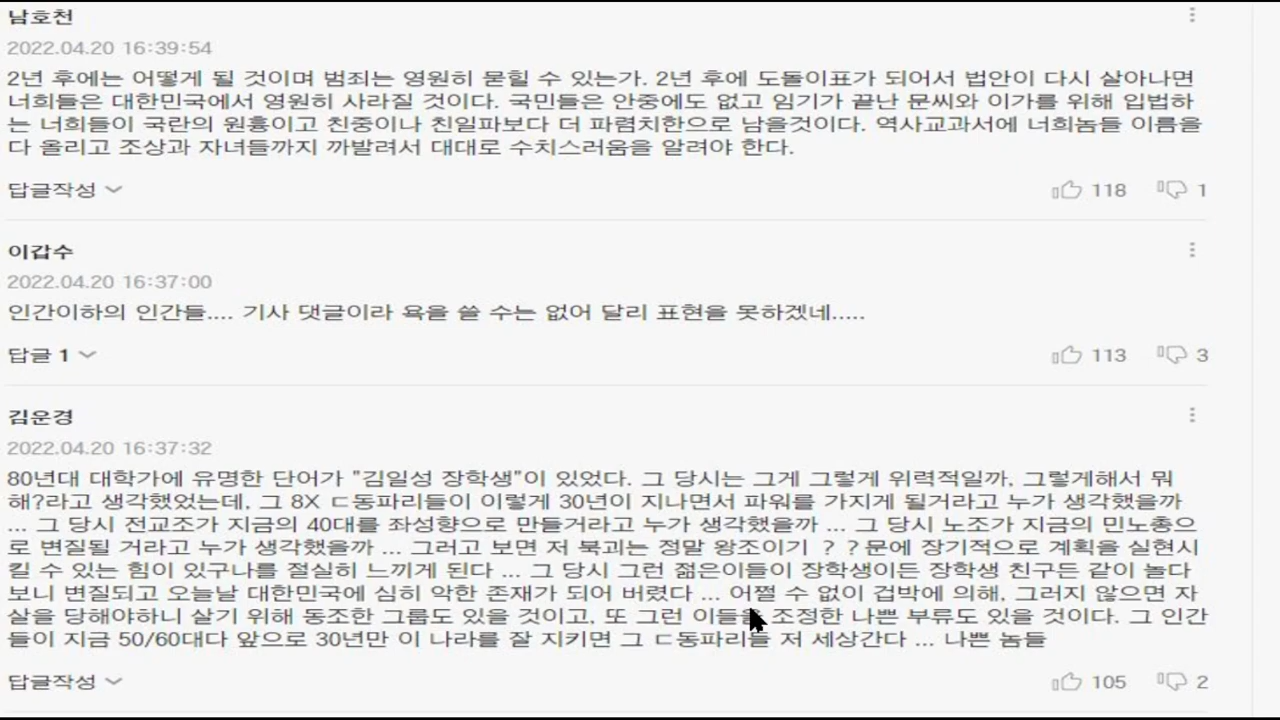 남호천
2022.04.20 16:39:54
2년 후에는 어떻게 될 것이며 범죄는 영원히 묻힐 수 있는가. 2년 후에 도돌이표가 되어서 법안이 다시 살아나면
너희들은 대한민국에서 영원히 사라질 것이다. 국민들은 안중에도 없고 임기가 끝난 문씨와 이가를 위해 입법하
는 너희들이 국란의 원흉이고 친중이나 친일파보다 더 파렴치한으로 남을것이다. 역사교과서에 너희놈들 이름을
다 올리고 조상과 자녀들까지 까발려서 대대로 수치스러움을 알려야 한다.
답글작성
118
1
이갑수
2022.04.20 16:37:00
인간이하의 인간들.... 기사 댓글이라 욕을 쓸 수는 없어 달리 표현을 못하겠네.....
답글 1
113
3
김운경
2022.04.20 16:37:32
80년대 대학가에 유명한 단어가 "김일성 장학생"이 있었다. 그 당시는 그게 그렇게 위력적일까, 그렇게해서 뭐
해?라고 생각했었는데, 그 8X ㄷ동파리들이 이렇게 30년이 지나면서 파워를 가지게 될거라고 누가 생각했을까
... 그 당시 전교조가 지금의 40대를 좌성향으로 만들거라고 누가 생각했을까 ... 그 당시 노조가 지금의 민노총으
로 변질될 거라고 누가 생각했을까 ... 그러고 보면 저 북괴는 정말 왕조이기 ? ?문에 장기적으로 계획을 실현시
킬 수 있는 힘이 있구나를 절실히 느끼게 된다 ... 그 당시 그런 젊은이들이 장학생이든 장학생 친구든 같이 놀다
보니 변질되고 오늘날 대한민국에 심히 악한 존재가 되어 버렸다 ... 어쩔 수 없이 겁박에 의해, 그러지 않으면 자
살을 당해야하니 살기 위해 동조한 그룹도 있을 것이고, 또 그런 이들을 조정한 나쁜 부류도 있을 것이다. 그 인간
들이 지금 50/60대다 앞으로 30년만 이 나라를 잘 지키면 그 ㄷ동파리들 저 세상간다 ... 나쁜 놈들
답글작성
105
2